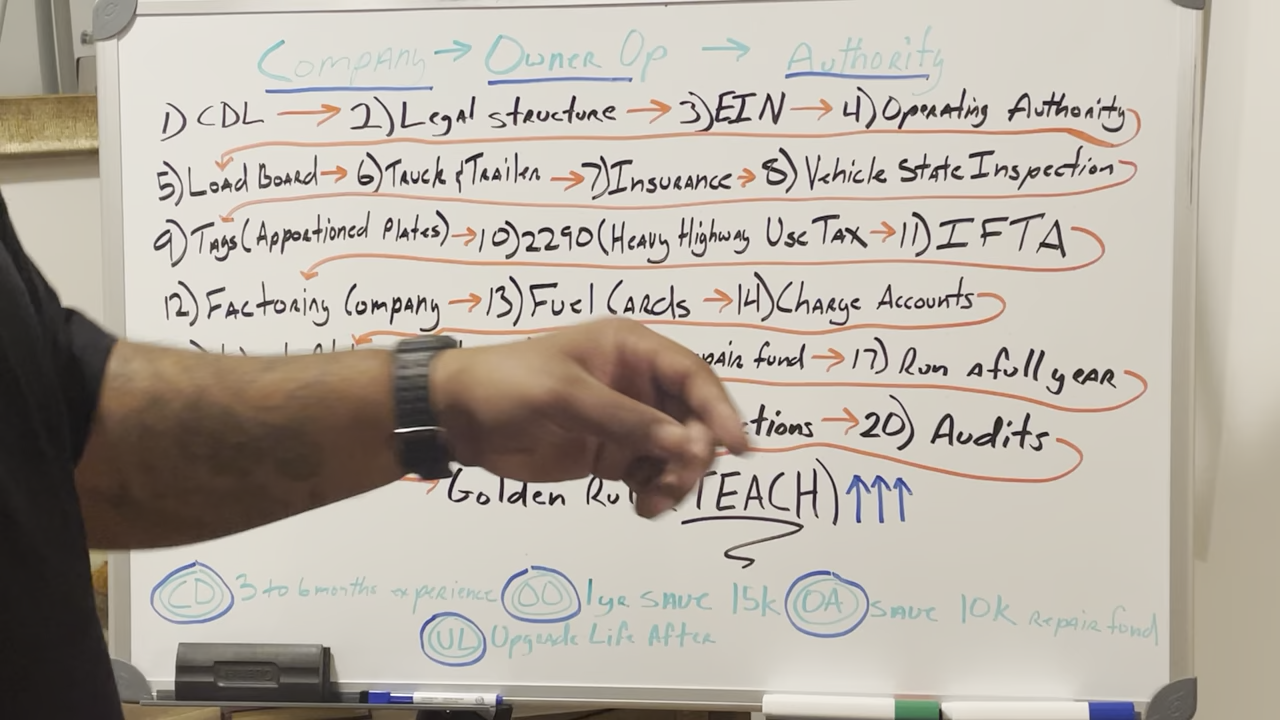 Company → Owner Op → Authority
1) CDL → 2) Legal structure → 3) EIN → 4) Operating Authority
5) Load Board → 6) Truck & Trailer → 7) Insurance → 8) Vehicle State Inspection
9) Tags (Apportioned Plates) → 10) 2290 (Heavy Highway Use Tax → 11) IFTA
12) Factoring Company → 13) Fuel Cards → 14) Charge Accounts
fund → 17) Run a full year
→ 20) Audits
→ Golden TEACH) ↑↑↑
CD 3 to 6 months experience OO 1yr save 15k OA save 10k repair fund
UL Upgrade Life After